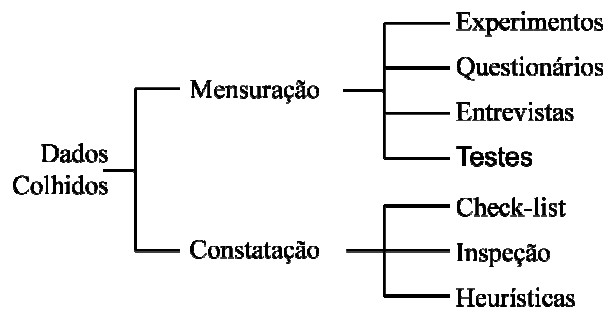 Dados
Colhidos
Mensuração
Experimentos
Questionários
Entrevistas
Testes
Constatação
Check-list
Inspeção
Heurísticas